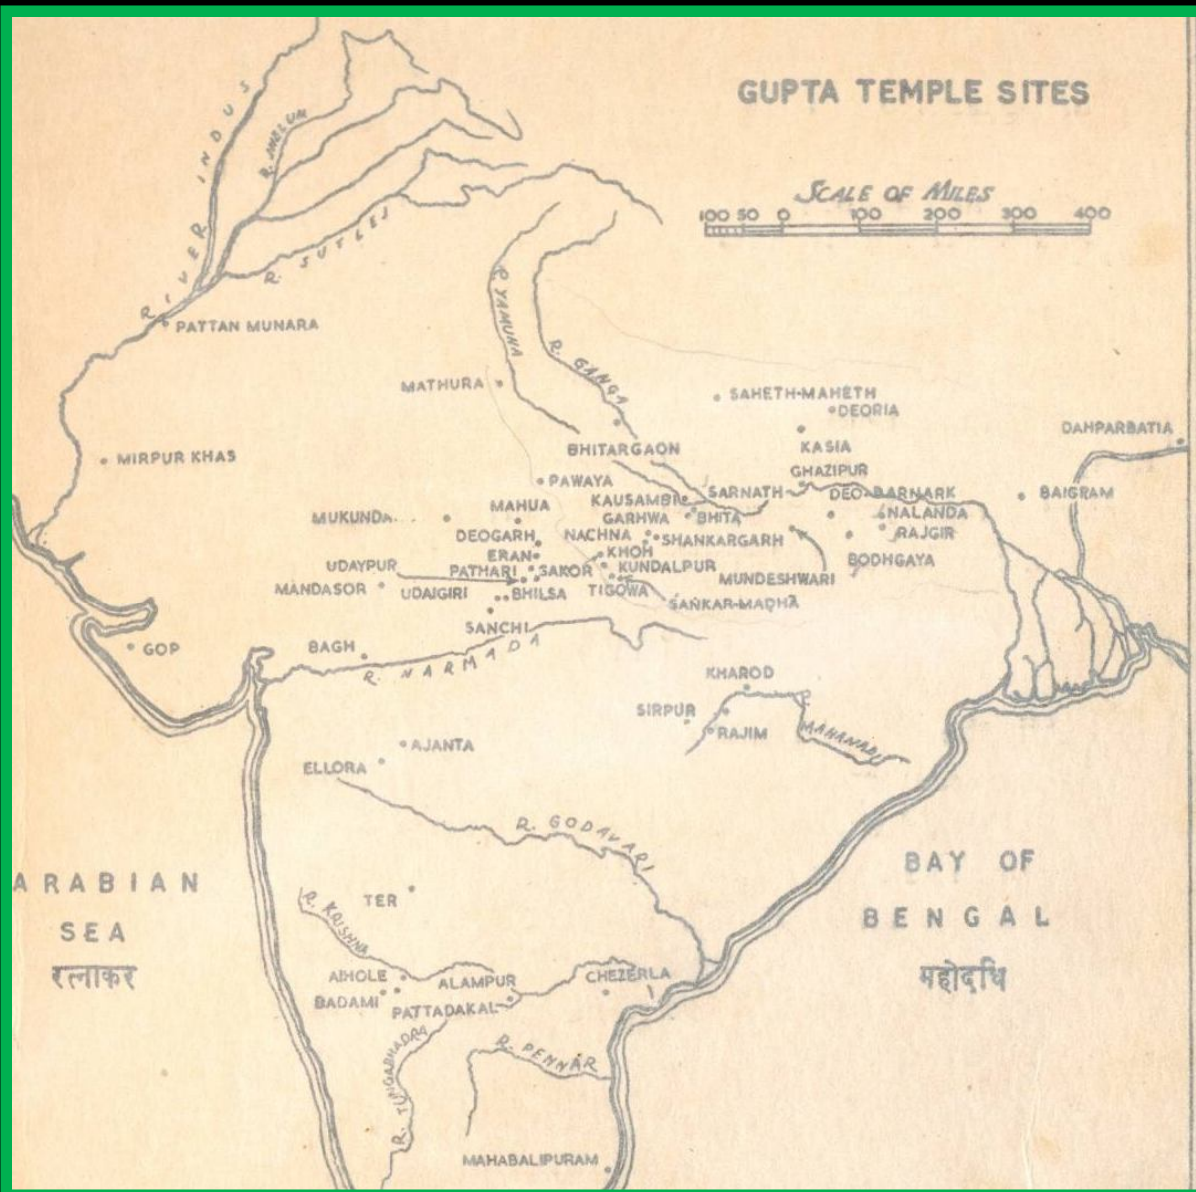 GUPTA TEMPLE SITES
SCALE OF MILES
100 50 0 100 200 300 400
RIVER INDUS
R. JHELUM
R. SUTLEJ
R. YAMUNA
R. GANGA
PATTAN MUNARA
MATHURA
SAHETH-MAHETH
DEORIA
DAHPARBATIA
BHITARGAON
KASIA
MIRPUR KHAS
GHAZIPUR
PAWAYA
KAUSAMBI
SARNATH
DEO-BARNARK
BAIGRAM
MAHUA
MUKUNDA
GARHWA
BHITA
NALANDA
DEOGARH
NACHNA
SHANKARGARH
RAJGIR
ERAN
KHOH
BODHGAYA
UDAYPUR
PATHARI
SAKOR
KUNDALPUR
MUNDESHWARI
MANDASOR
UDAIGIRI
BHILSA
TIGOWA
SANKAR-MADHA
SANCHI
GOP
BAGH
R. NARMADA
KHAROD
SIRPUR
RAJIM
R. MAHANADI
AJANTA
ELLORA
R. GODAVARI
BAY OF
BENGAL
महोदधि
ARABIAN
SEA
रत्नाकर
TER
R. KRISHNA
AIHOLE
ALAMPUR
CHEZERLA
BADAMI
PATTADAKAL
R. TUNGABHADRA
R. PENNAR
MAHABALIPURAM